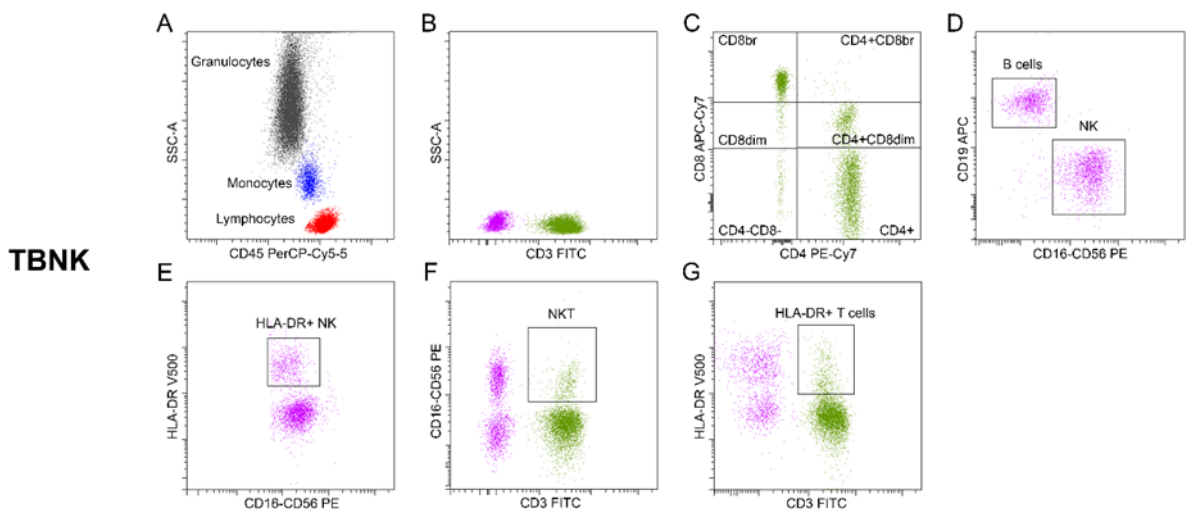 TBNK
A
SSC-A
Granulocytes
Monocytes
Lymphocytes
CD45 PerCP-Cy5-5
B
SSC-A
CD3 FITC
C
CD8 APC-Cy7
CD8br
CD4+CD8br
CD8dim
CD4+CD8dim
CD4-CD8-
CD4+
CD4 PE-Cy7
D
CD19 APC
B cells
NK
CD16-CD56 PE
E
HLA-DR V500
HLA-DR+ NK
CD16-CD56 PE
F
CD16-CD56 PE
NKT
CD3 FITC
G
HLA-DR V500
HLA-DR+ T cells
CD3 FITC